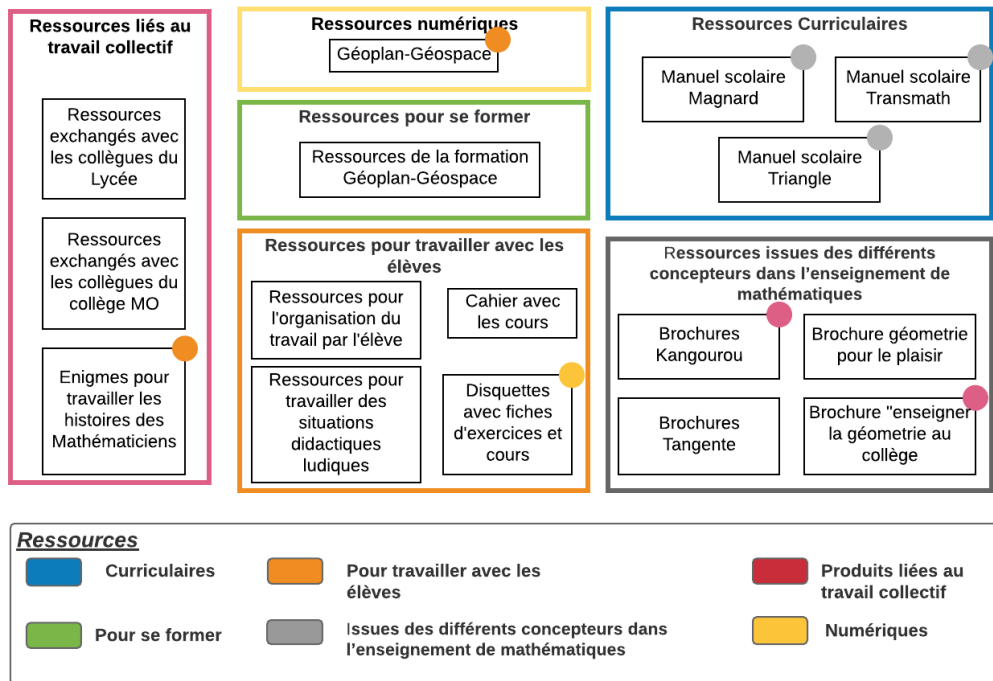 Ressources liés au
travail collectif
Ressources
exchangés avec
les collègues du
Lycée
Ressources
exchangés avec
les collègues du
collège MO
Enigmes pour
travailler les
histoires des
Mathématiciens
Ressources numériques
Géoplan-Géospace
Ressources pour se former
Ressources de la formation
Géoplan-Géospace
Ressources pour travailler avec les
élèves
Ressources pour
l'organisation du
travail par l'élève
Cahier avec
les cours
Ressources pour
travailler des
situations
didactiques
ludiques
Disquettes
avec fiches
d'exercices et
cours
Ressources Curriculaires
Manuel scolaire
Magnard
Manuel scolaire
Transmath
Manuel scolaire
Triangle
Ressources issues des différents
concepteurs dans l’enseignement de
mathématiques
Brochures
Kangourou
Brochure géometrie
pour le plaisir
Brochures
Tangente
Brochure "enseigner
la géometrie au
collège
Ressources
Curriculaires
Pour travailler avec les
élèves
Produits liées au
travail collectif
Pour se former
Issues des différents concepteurs dans
l’enseignement de mathématiques
Numériques